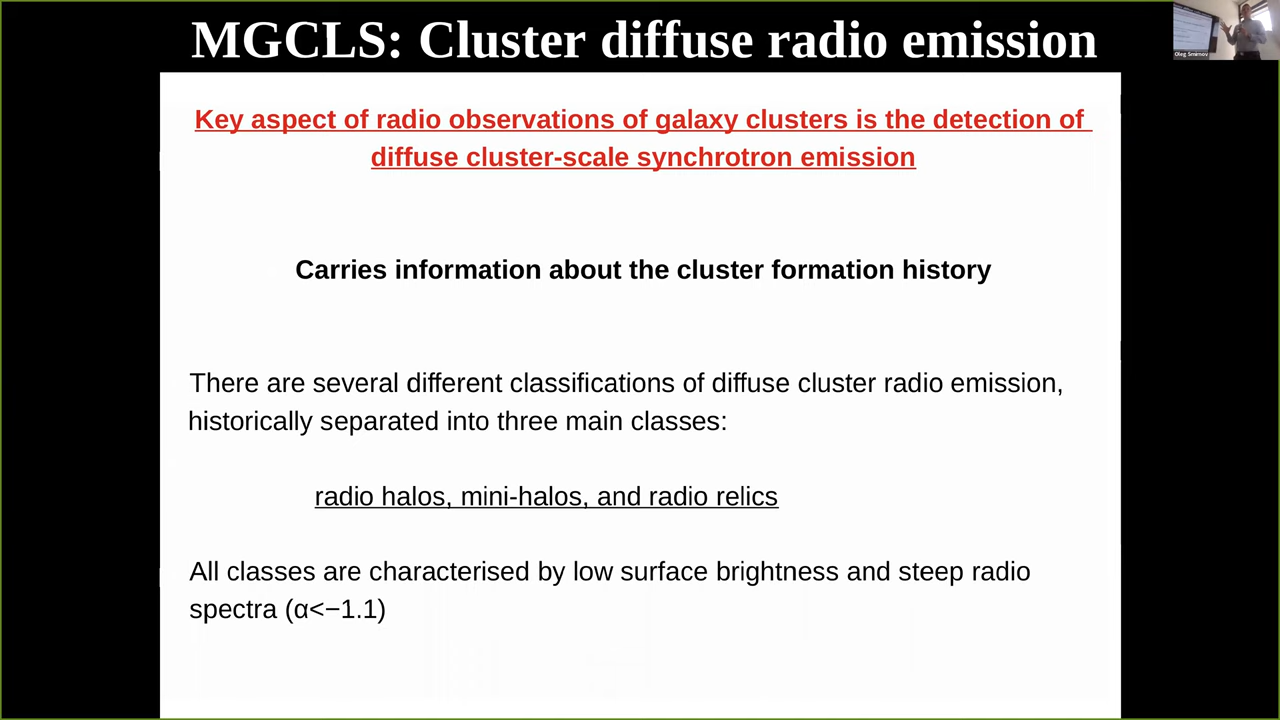 MGCLS: Cluster diffuse radio emission
Oleg Smirnov
Key aspect of radio observations of galaxy clusters is the detection of
diffuse cluster-scale synchrotron emission
Carries information about the cluster formation history
There are several different classifications of diffuse cluster radio emission,
historically separated into three main classes:
radio halos, mini-halos, and radio relics
All classes are characterised by low surface brightness and steep radio
spectra (α<−1.1)